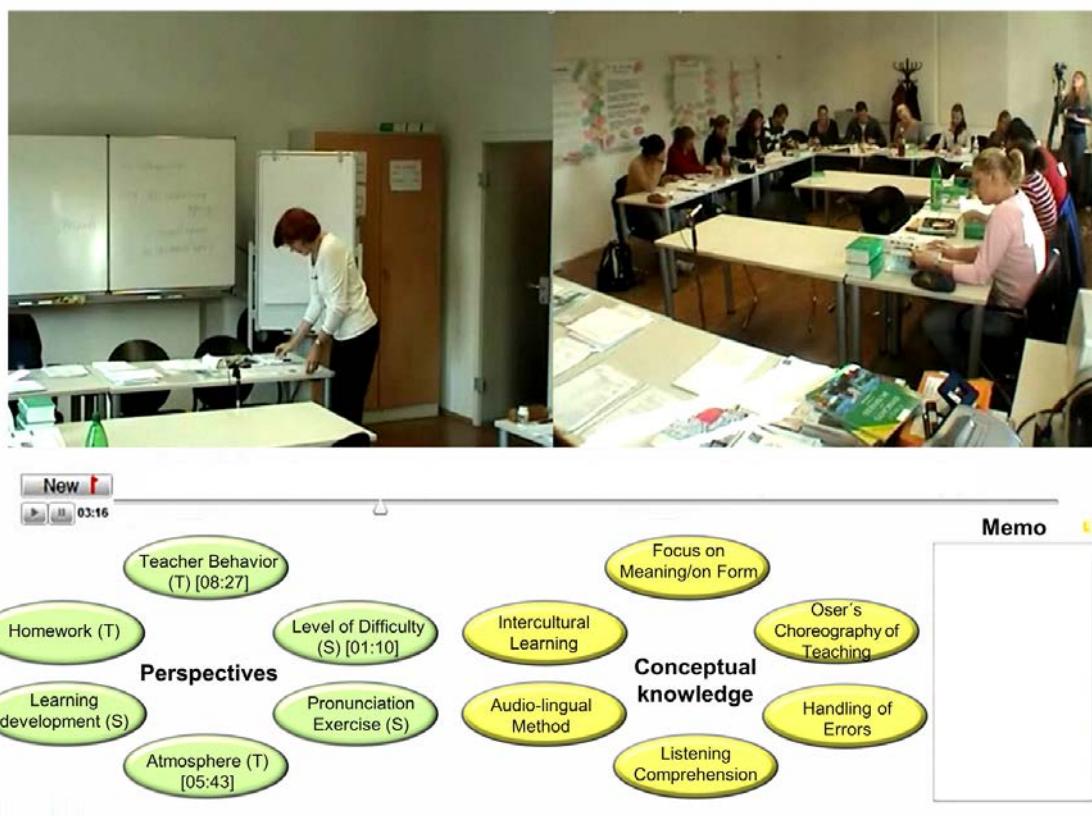 New
03:16
Memo
Teacher Behavior
(T) [08:27]
Homework (T)
Level of Difficulty
(S) [01:10]
Perspectives
Learning
development (S)
Pronunciation
Exercise (S)
Atmosphere (T)
[05:43]
Focus on
Meaning/on Form
Intercultural
Learning
Oser´s
Choreography of
Teaching
Conceptual
knowledge
Audio-lingual
Method
Handling of
Errors
Listening
Comprehension